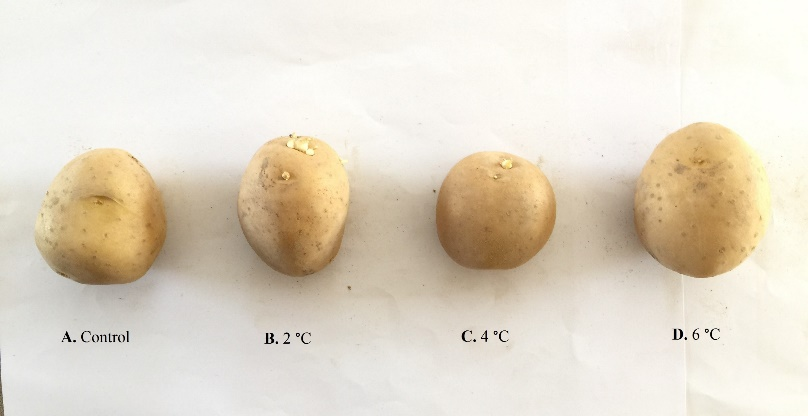 A. Control
B. 2 °C
C. 4 °C
D. 6 °C